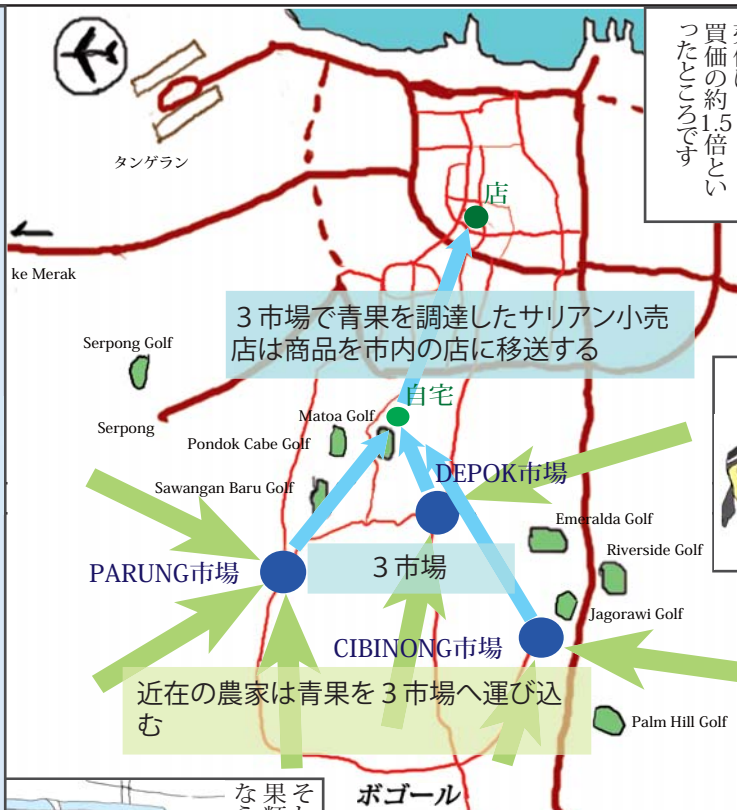 買価の約1.5倍とい
ったところです
タンゲラン
店
ke Merak
3市場で青果を調達したサリアン小売
店は商品を市内の店に移送する
Serpong Golf
自宅
Matoa Golf
Serpong
Pondok Cabe Golf
DEPOK市場
Sawangan Baru Golf
Emeralda Golf
Riverside Golf
PARUNG市場
3市場
Jagorawi Golf
CIBINONG市場
近在の農家は青果を3市場へ運び込
む
Palm Hill Golf
ボゴール